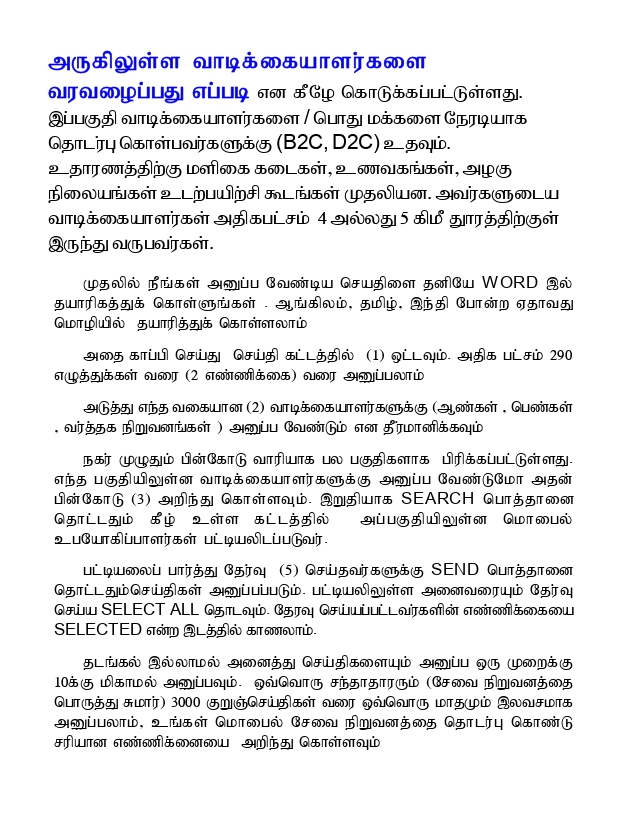 அருகிலுள்ள வாடிக்கையாளர்களை
வரவழைப்பது எப்படி என கீழே கொடுக்கப்பட்டுள்ளது.
இப்பகுதி வாடிக்கையாளர்களை / பொது மக்களை நேரடியாக
தொடர்பு கொள்பவர்களுக்கு (B2C, D2C) உதவும்.
உதாரணத்திற்கு மளிகை கடைகள், உணவகங்கள், அழகு
நிலையங்கள் உடற்பயிற்சி கூடங்கள் முதலியன. அவர்களுடைய
வாடிக்கையாளர்கள் அதிகபட்சம் 4 அல்லது 5 கிமீ துாரத்திற்குள்
இருந்து வருபவர்கள்.
முதலில் நீங்கள் அனுப்ப வேண்டிய செயதிளை தனியே WORD இல்
தயாரிகத்துக் கொள்ளுங்கள் . ஆங்கிலம், தமிழ், இந்தி போன்ற ஏதாவது
மொழியில் தயாரித்துக் கொள்ளலாம்
அதை காப்பி செய்து செய்தி கட்டத்தில் (1) ஒட்டவும். அதிக பட்சம் 290
எழுத்துக்கள் வரை (2 எண்ணிக்கை) வரை அனுப்பலாம்
அடுத்து எந்த வகையான (2) வாடிக்கையாளர்களுக்கு (ஆண்கள் , பெண்கள்
, வர்த்தக நிறுவனங்கள் ) அனுப்ப வேண்டும் என தீர்மானிக்கவும்
நகர் முழுதும் பின்கோடு வாரியாக பல பகுதிகளாக பிரிக்கப்பட்டுள்ளது.
எந்த பகுதியிலுள்ன வாடிக்கையாளர்களுக்கு அனுப்ப வேண்டுமோ அதன்
பின்கோடு (3) அறிந்து கொள்ளவும். இறுதியாக SEARCH பொத்தானை
தொட்டதும் கீழ் உள்ள கட்டத்தில் அப்பகுதியிலுள்ன மொபைல்
உபயோகிப்பாளர்கள் பட்டியலிடப்படுவர்.
பட்டியலைப் பார்த்து தேர்வு (5) செய்தவர்களுக்கு SEND பொத்தானை
தொட்டதும்செய்திகள் அனுப்பப்படும். பட்டியலிலுள்ள அனைவரையும் தேர்வு
செய்ய SELECT ALL தொடவும். தேரவு செய்யப்பட்டவர்களின் எண்ணிக்கையை
SELECTED என்ற இடத்தில் காணலாம்.
தடங்கல் இல்லாமல் அனைத்து செய்திகளையும் அனுப்ப ஒரு முறைக்கு
10க்கு மிகாமல் அனுப்பவும். ஒவ்வொரு சந்தாதாரரும் (சேவை நிறுவனத்தை
பொருத்து சுமார்) 3000 குறுஞ்செய்திகள் வரை ஒவ்வொரு மாதமும் இலவசமாக
அனுப்பலாம், உங்கள் மொபைல் சேவை நிறுவனத்தை தொடர்பு கொண்டு
சரியான எண்ணிக்னையை அறிந்து கொள்ளவும்